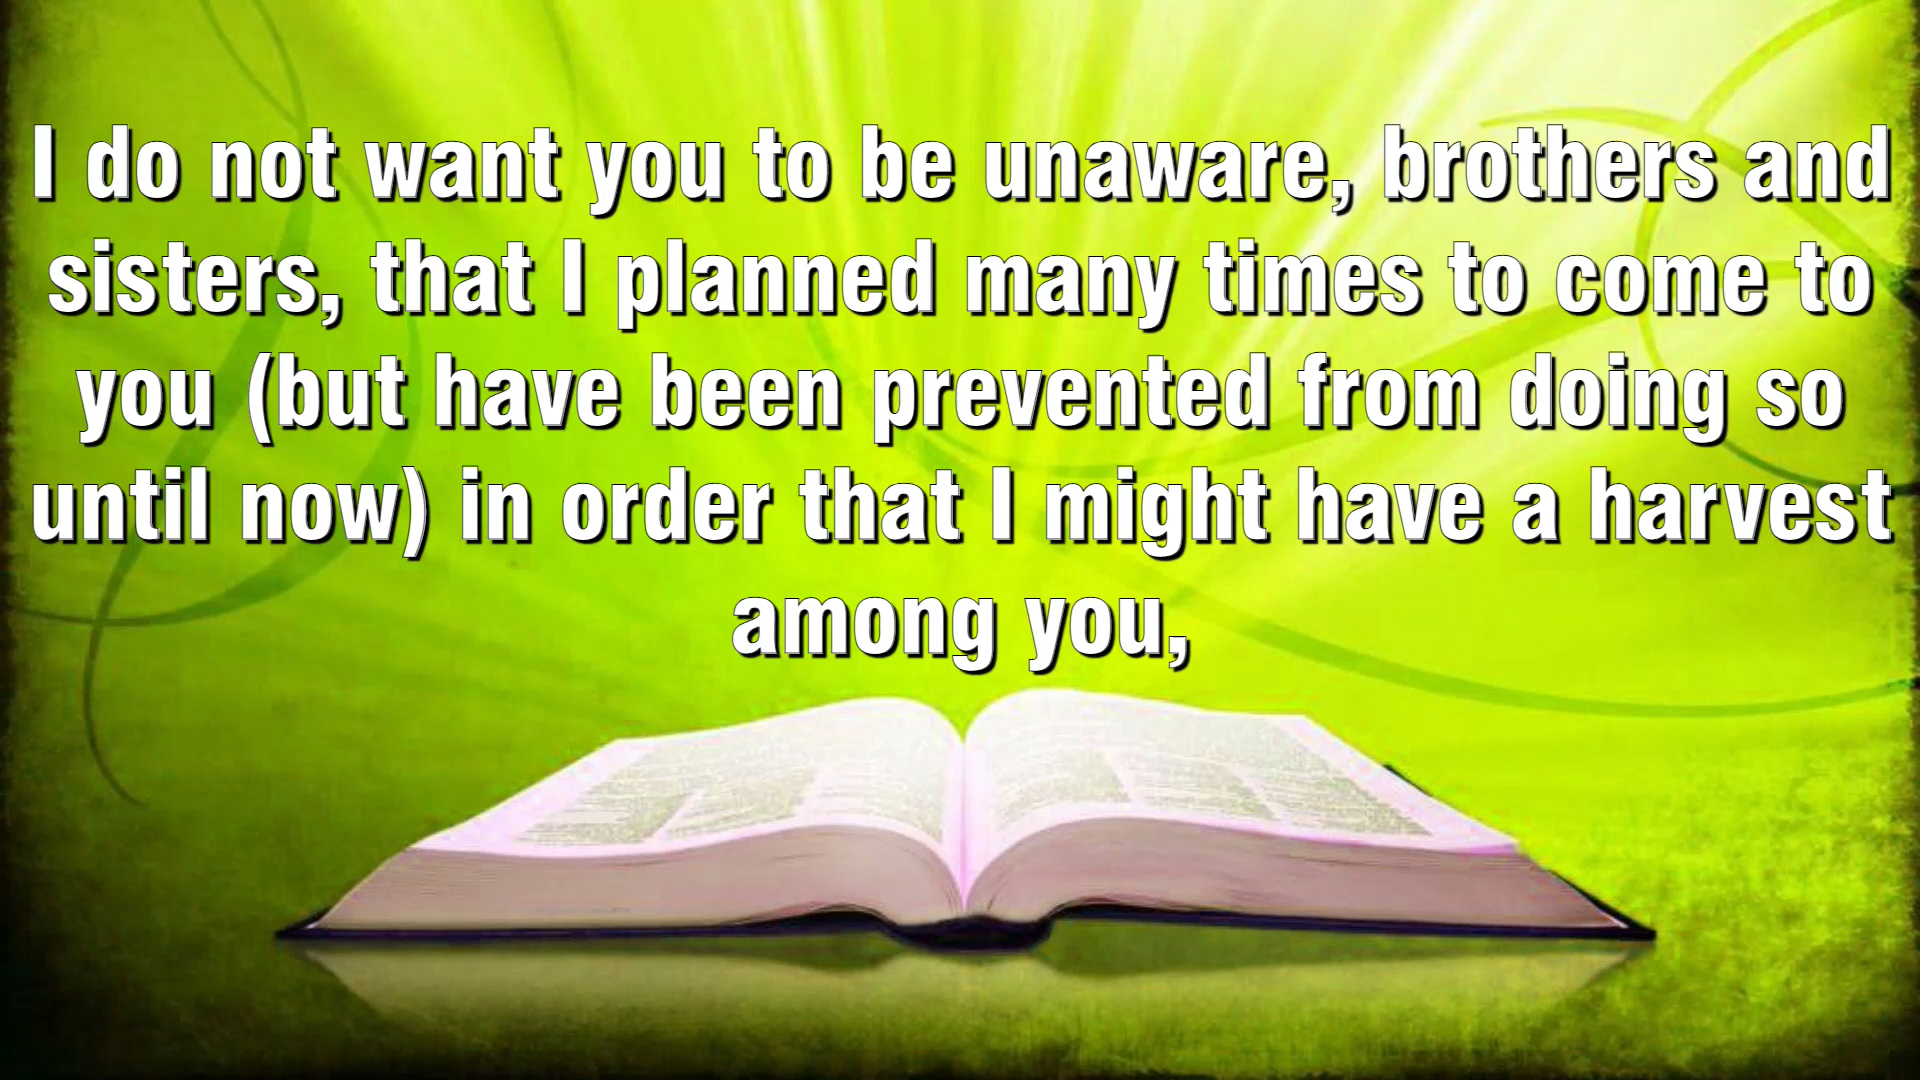 I do not want you to be unaware, brothers and
sisters, that I planned many times to come to
you (but have been prevented from doing so
until now) in order that I might have a harvest
among you,